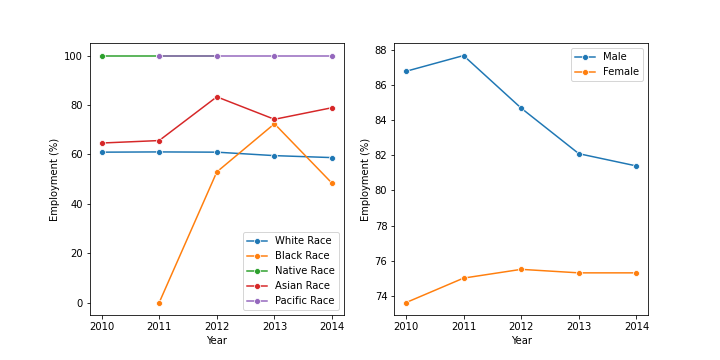 100
80
60
40
20
0
Employment (%)
2010 2011 2012 2013 2014
Year
White Race
Black Race
Native Race
Asian Race
Pacific Race
88
86
84
82
80
78
76
74
Employment (%)
2010 2011 2012 2013 2014
Year
Male
Female